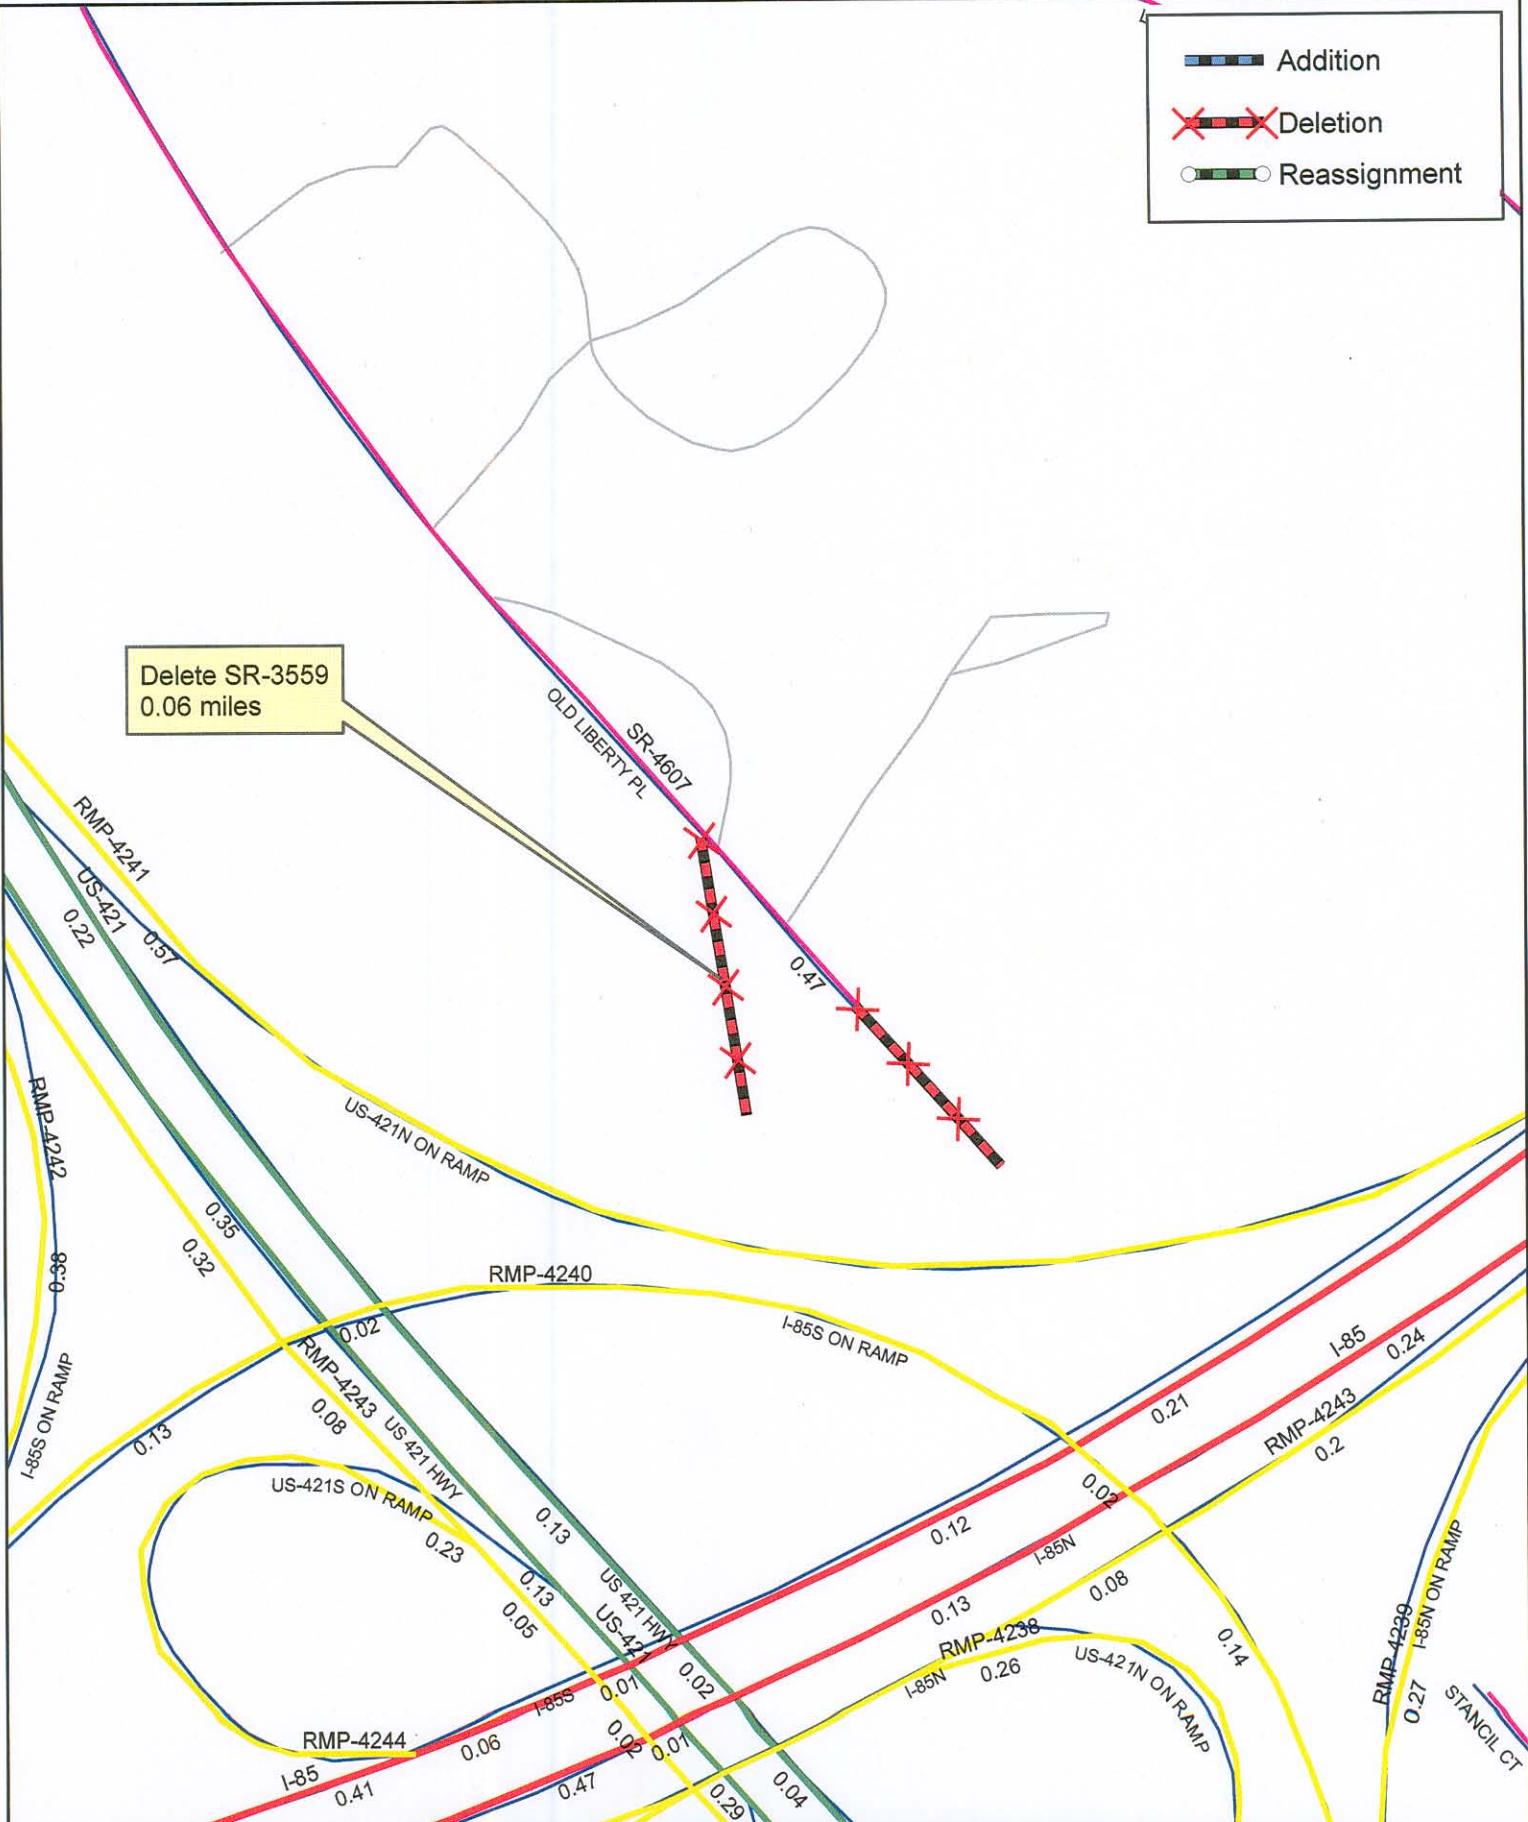 Addition
Deletion
Reassignment
Delete SR-3559
0.06 miles
OLD LIBERTY PL
SR-4607
0.47
RMP-4241
US-421
0.22
0.57
US-421N ON RAMP
RMP-4242
0.38
I-85S ON RAMP
0.35
0.32
RMP-4240
0.02
I-85S ON RAMP
RMP-4243
0.08
0.13
US 421 HWY
US-421S ON RAMP
0.23
0.13
0.13
0.05
US 421 HWY
US-421
I-85
0.24
0.21
RMP-4243
0.2
0.02
0.12
I-85N
0.08
0.13
RMP-4238
0.26
I-85N
US-421N ON RAMP
0.14
RMP-4239
I-85N ON RAMP
0.27
STANCIL CT
0.02
0.01
I-85S
0.02
0.01
RMP-4244
0.06
I-85
0.41
0.47
0.29
0.04